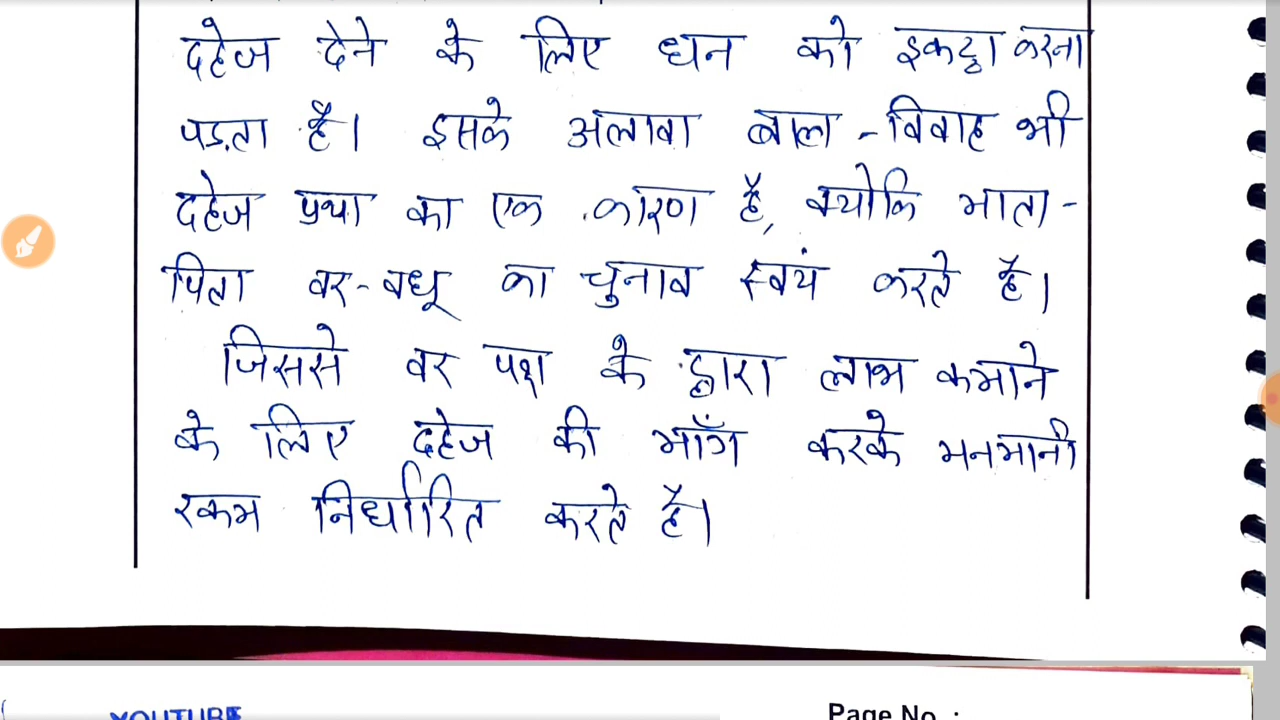 दहेज देने के लिए धन को इकट्ठा करना
पड़ता है। इसके अलावा बाल - विवाह भी
दहेज प्रथा का एक कारण है, क्योकि माता -
पिता वर - वधू का चुनाव स्वयं करते है।
जिससे वर पक्ष के द्वारा लाभ कमाने
के लिए दहेज की माँग करके मनमानी
रकम निर्धारित करते है।
YOUTUBE
Page No. :